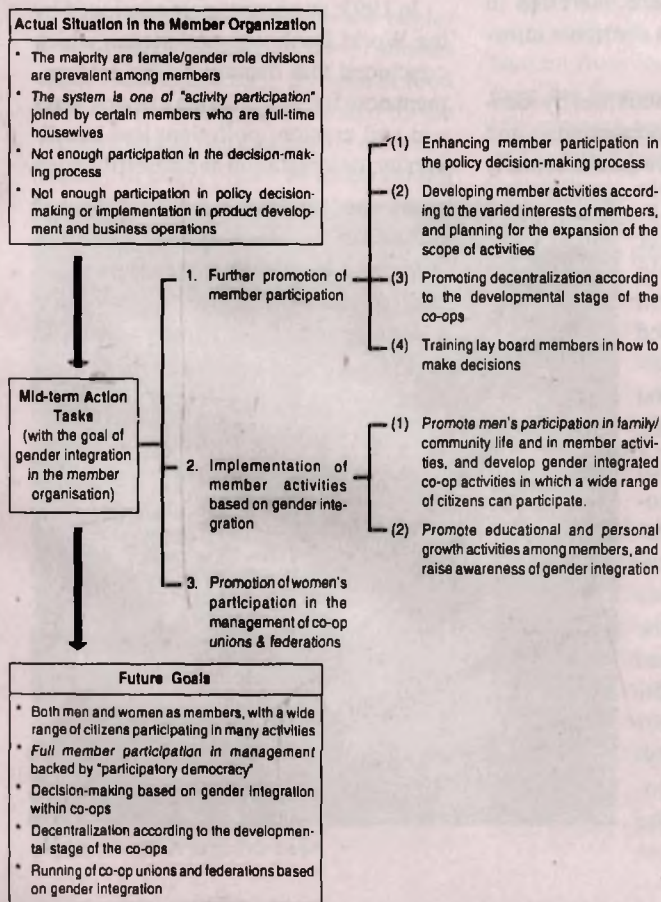 Actual Situation in the Member Organization
* The majority are female/gender role divisions
are prevalent among members
* The system is one of "activity participation"
joined by certain members who are full-time
housewives
* Not enough participation in the decision-mak-
ing process
* Not enough participation in policy decision-
making or implementation in product develop-
ment and business operations
Mid-term Action
Tasks
(with the goal of
gender integration
in the member
organisation)
1. Further promotion of
member participation
(1) Enhancing member participation in
the policy decision-making process
(2) Developing member activities accord-
ing to the varied interests of members,
and planning for the expansion of the
scope of activities
(3) Promoting decentralization according
to the developmental stage of the
co-ops
(4) Training lay board members in how to
make decisions
2. Implementation of
member activities
based on gender inte-
gration
(1) Promote men's participation in family/
community life and in member activi-
ties, and develop gender integrated
co-op activities in which a wide range
of citizens can participate.
(2) Promote educational and personal
growth activities among members, and
raise awareness of gender integration
3. Promotion of women's
participation in the
management of co-op
unions & federations
Future Goals
* Both men and women as members, with a wide
range of citizens participating in many activities
* Full member participation in management
backed by "participatory democracy"
* Decision-making based on gender integration
within co-ops
* Decentralization according to the developmen-
tal stage of the co-ops
* Running of co-op unions and federations based
on gender integration